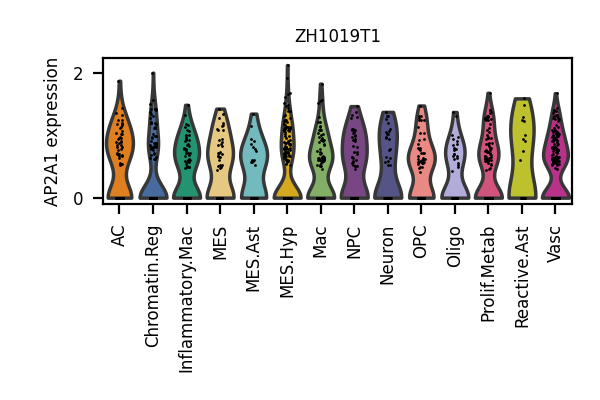 ZH1019T1
AP2A1 expression
2
0
AC
Chromatin.Reg
Inflammatory.Mac
MES
MES.Ast
MES.Hyp
Mac
NPC
Neuron
OPC
Oligo
Prolif.Metab
Reactive.Ast
Vasc